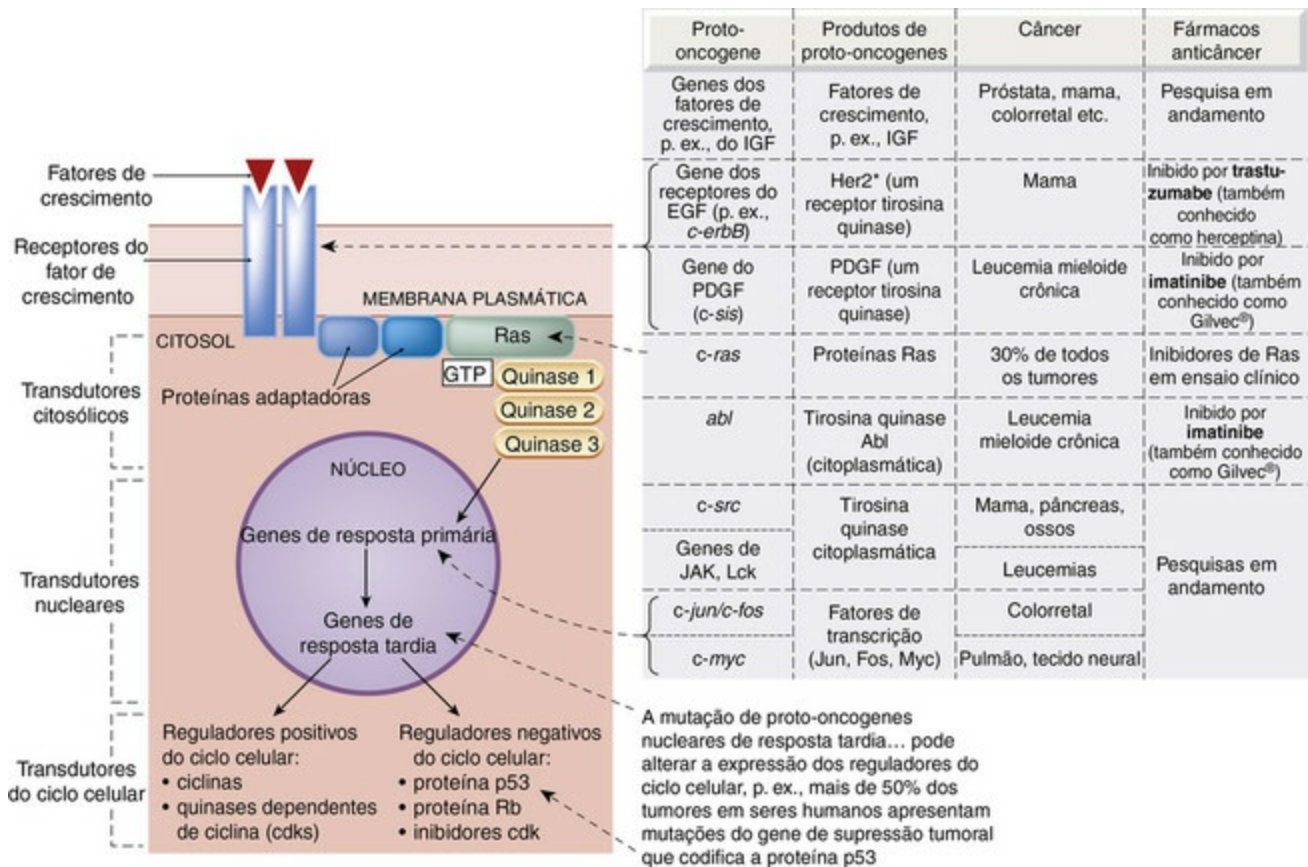 Fatores de
crescimento
Receptores do
fator de
crescimento
MEMBRANA PLASMÁTICA
CITOSOL
Ras
GTP
Quinase 1
Quinase 2
Quinase 3
Proteínas adaptadoras
Transdutores
citosólicos
NÚCLEO
Genes de resposta primária
Genes de
resposta tardia
Transdutores
nucleares
Transdutores
do ciclo celular
Reguladores positivos
do ciclo celular:
• ciclinas
• quinases dependentes
de ciclina (cdks)
Reguladores negativos
do ciclo celular:
• proteína p53
• proteína Rb
• inibidores cdk
Proto-
oncogene
Produtos de
proto-oncogenes
Câncer
Fármacos
anticâncer
Genes dos
fatores de
crescimento,
p. ex., do IGF
Fatores de
crescimento,
p. ex., IGF
Próstata, mama,
colorretal etc.
Pesquisa em
andamento
Gene dos
receptores do
EGF (p. ex.,
c-erbB)
Her2* (um
receptor tirosina
quinase)
Mama
Inibido por trastu-
zumabe (também
conhecido
como herceptina)
Gene do
PDGF
(c-sis)
PDGF (um
receptor tirosina
quinase)
Leucemia mieloide
crônica
Inibido por
imatinibe (também
conhecido como
Gilvec®)
c-ras
Proteínas Ras
30% de todos
os tumores
Inibidores de Ras
em ensaio clínico
abl
Tirosina quinase
Abl
(citoplasmática)
Leucemia
mieloide crônica
Inibido por
imatinibe
(também conhecido
como Gilvec®)
c-src
Tirosina
quinase
citoplasmática
Mama, pâncreas,
ossos
Genes de
JAK, Lck
Leucemias
Pesquisas em
andamento
c-jun/c-fos
Fatores de
transcrição
(Jun, Fos, Myc)
Colorretal
c-myc
Pulmão, tecido neural
A mutação de proto-oncogenes
nucleares de resposta tardia... pode
alterar a expressão dos reguladores do
ciclo celular, p. ex., mais de 50% dos
tumores em seres humanos apresentam
mutações do gene de supressão tumoral
que codifica a proteína p53